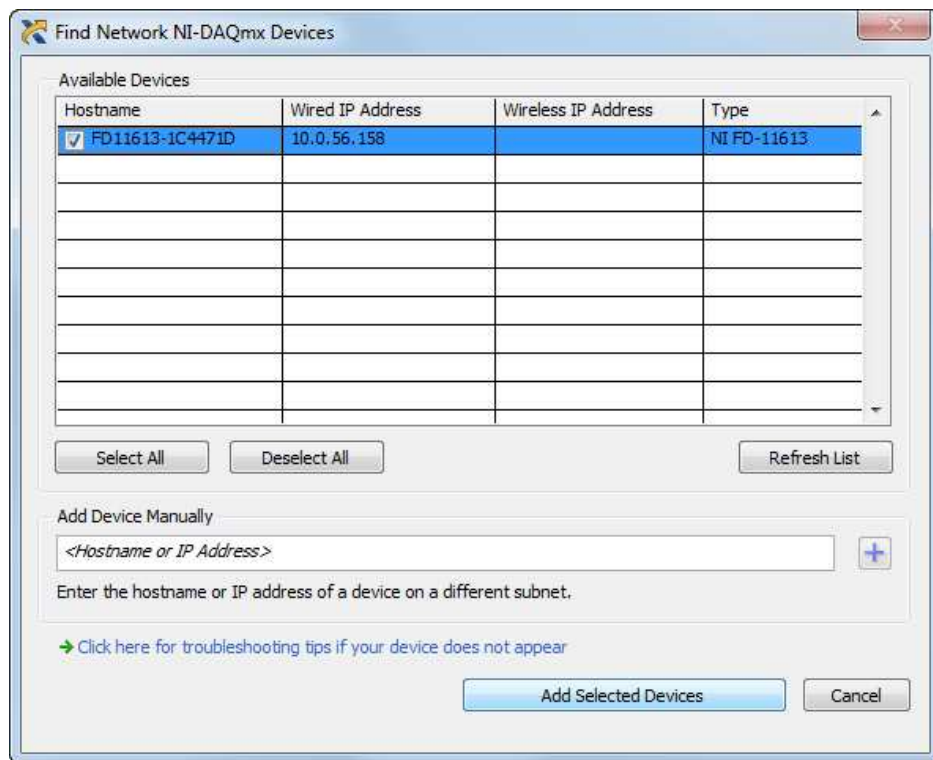 Find Network NI-DAQmx Devices
Available Devices
Hostname Wired IP Address Wireless IP Address Type
FD11613-1C4471D 10.0.56.158 NI FD-11613
Select All Deselect All Refresh List
Add Device Manually
<Hostname or IP Address>
Enter the hostname or IP address of a device on a different subnet.
Click here for troubleshooting tips if your device does not appear
Add Selected Devices Cancel